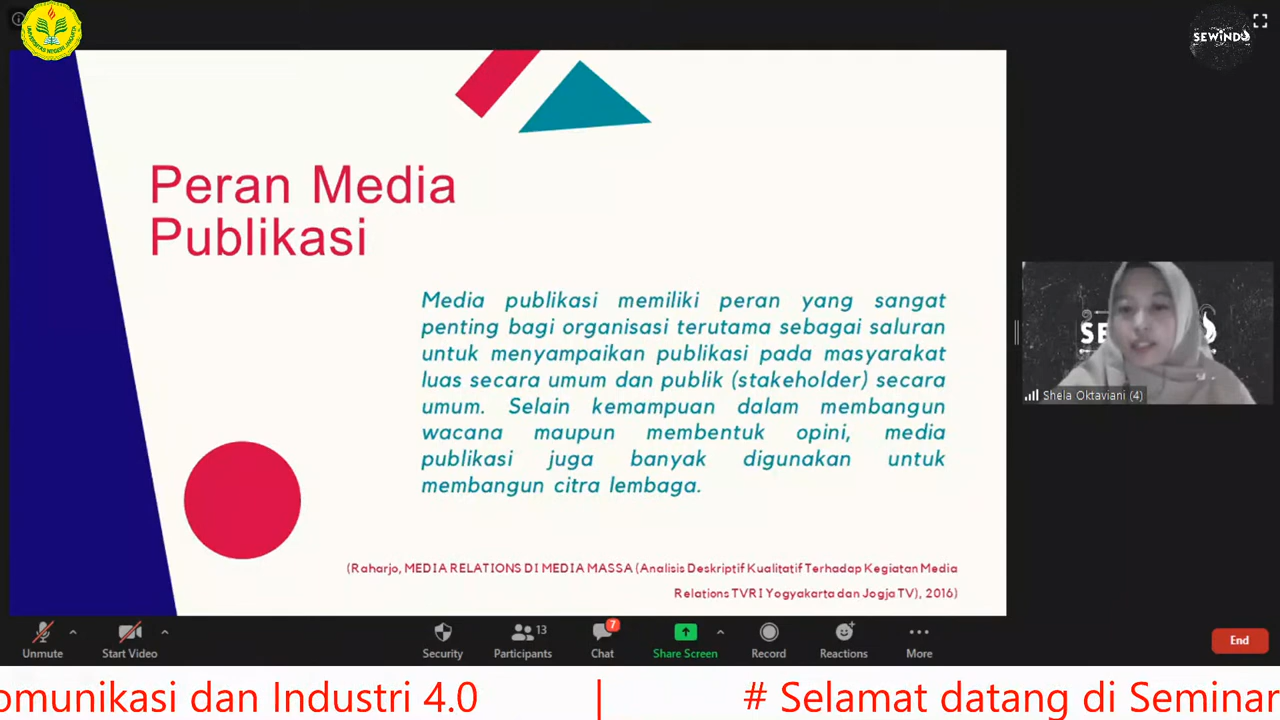 UNIVERSITAS NEGERI JAKARTA
SEWINDU
Peran Media
Publikasi
Media publikasi memiliki peran yang sangat
penting bagi organisasi terutama sebagai saluran
untuk menyampaikan publikasi pada masyarakat
luas secara umum dan publik (stakeholder) secara
umum. Selain kemampuan dalam membangun
wacana maupun membentuk opini, media
publikasi juga banyak digunakan untuk
membangun citra lembaga.
(Raharjo, MEDIA RELATIONS DI MEDIA MASSA (Analisis Deskriptif Kualitatif Terhadap Kegiatan Media
Relations TVRI Yogyakarta dan Jogja TV), 2016)
Shela Oktaviani (4)
Unmute
Start Video
Security
13
Participants
7
Chat
Share Screen
Record
Reactions
More
End
omunikasi dan Industri 4.0 | # Selamat datang di Seminar